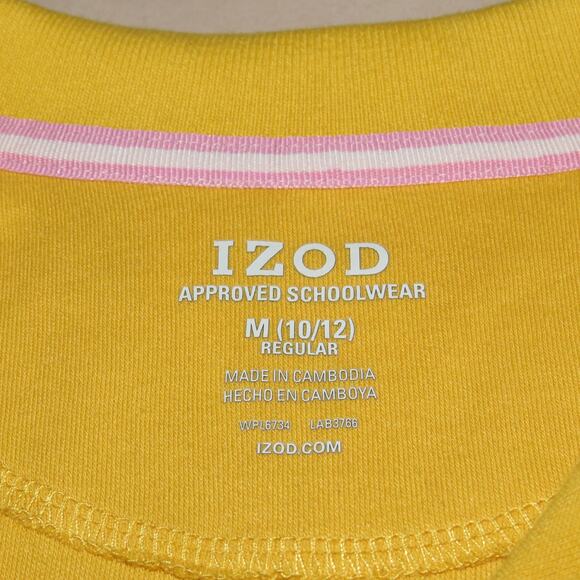 IZOD
APPROVED SCHOOLWEAR
M (10/12)
REGULAR
MADE IN CAMBODIA
HECHO EN CAMBOYA
WPL6734 LAB3766
IZOD.COM